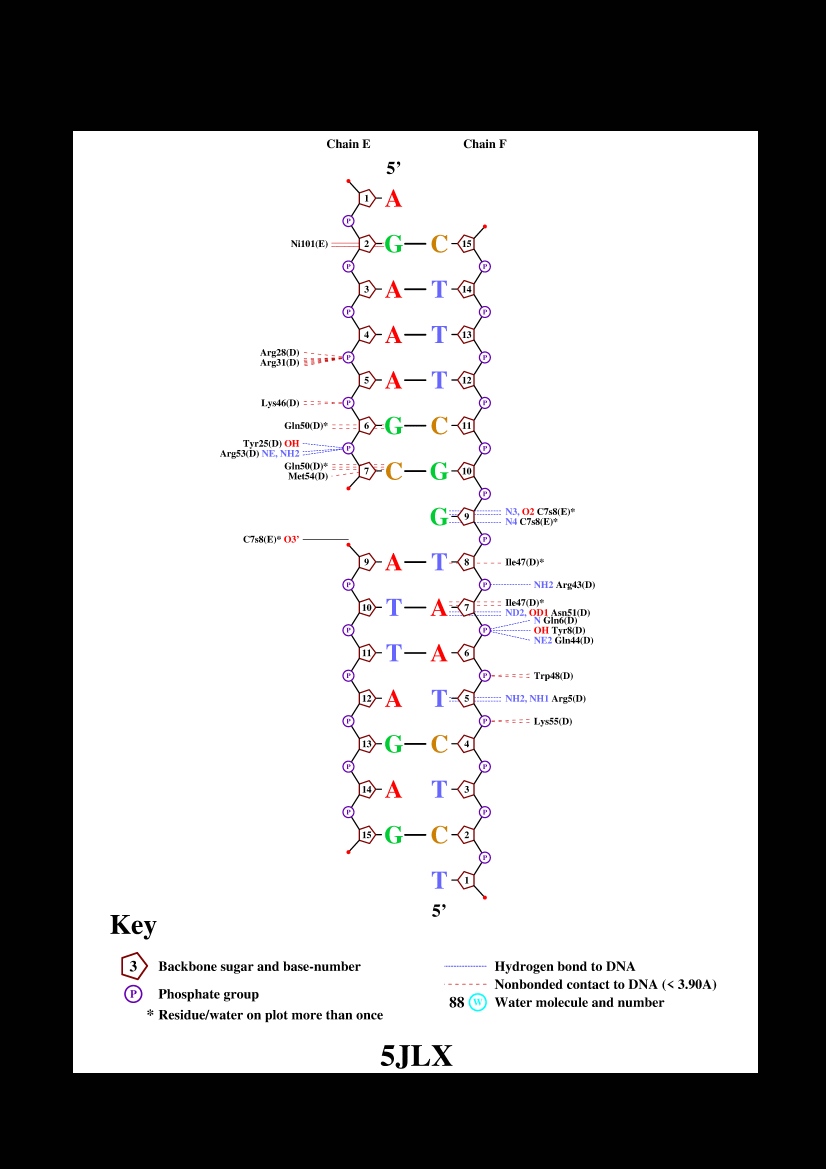 Chain E Chain F
5'
1 A
P
Ni101(E) 2 G C 15
P P
3 A T 14
P P
4 A T 13
Arg28(D)
P P
Arg31(D)
5 A T 12
Lys46(D) P P
Gln50(D)* 6 G C 11
Tyr25(D) OH
P P
Arg53(D) NE, NH2
Gln50(D)*
7 C G 10
Met54(D)
P
N3, O2 C7s8(E)*
G 9
N4 C7s8(E)*
C7s8(E)* O3' P
9 A T 8 Ile47(D)*
P P NH2 Arg43(D)
Ile47(D)*
10 T A 7
ND2, OD1 Asn51(D)
N Gln6(D)
P P OH Tyr8(D)
NE2 Gln44(D)
11 T A 6
P P Trp48(D)
12 A T 5 NH2, NH1 Arg5(D)
P P Lys55(D)
13 G C 4
P P
14 A T 3
P P
15 G C 2
P
T 1
5'
Key
3 Backbone sugar and base-number
P Phosphate group
* Residue/water on plot more than once
Hydrogen bond to DNA
Nonbonded contact to DNA (< 3.90A)
88 W Water molecule and number
5JLX